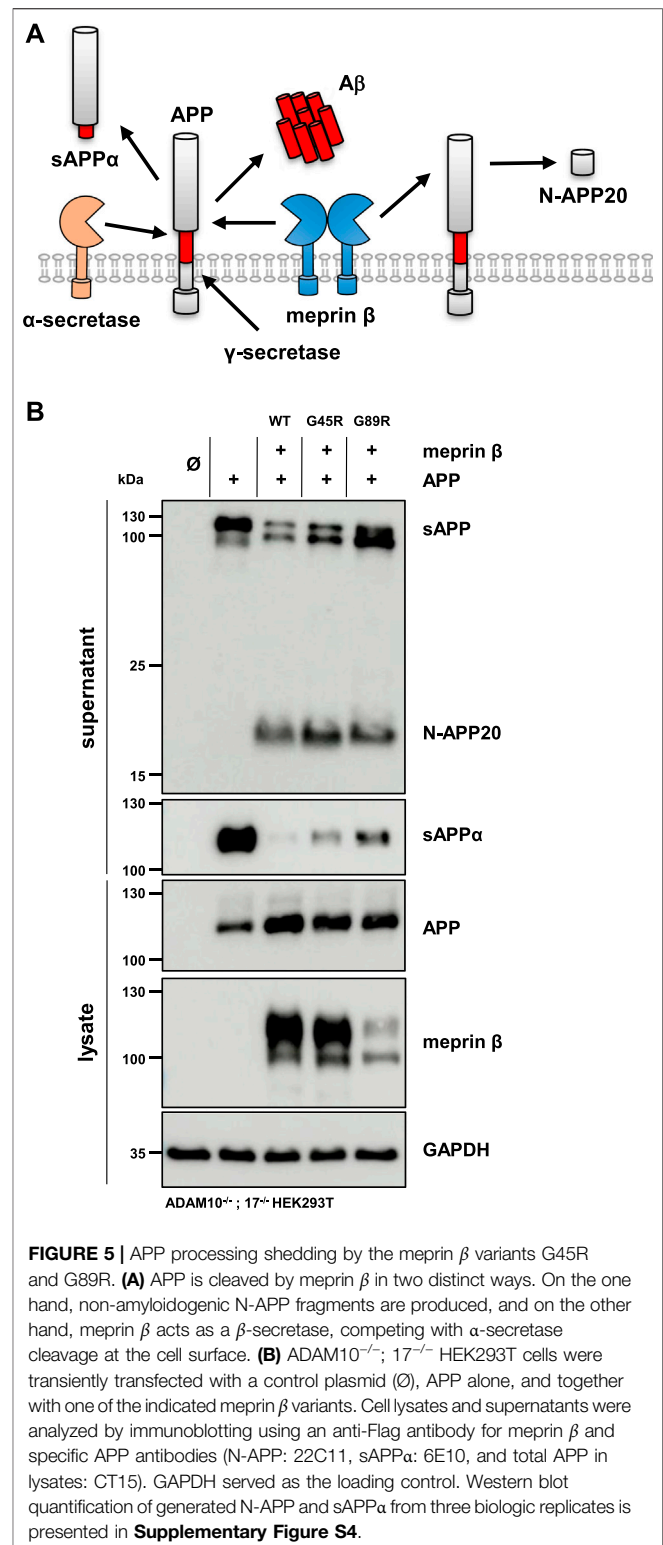 A
APP
Aβ
sAPPα
N-APP20
α-secretase
meprin β
γ-secretase
B
WT G45R G89R
+ + + meprin β
Ø
kDa + + + + APP
130
100
sAPP
25
N-APP20
15
supernatant
130
sAPPα
100
130
APP
100
130
meprin β
100
lysate
35
GAPDH
ADAM10-/- ; 17-/- HEK293T
FIGURE 5 | APP processing shedding by the meprin β variants G45R
and G89R. (A) APP is cleaved by meprin β in two distinct ways. On the one
hand, non-amyloidogenic N-APP fragments are produced, and on the other
hand, meprin β acts as a β-secretase, competing with α-secretase
cleavage at the cell surface. (B) ADAM10−/−; 17−/− HEK293T cells were
transiently transfected with a control plasmid (Ø), APP alone, and together
with one of the indicated meprin β variants. Cell lysates and supernatants were
analyzed by immunoblotting using an anti-Flag antibody for meprin β and
specific APP antibodies (N-APP: 22C11, sAPPα: 6E10, and total APP in
lysates: CT15). GAPDH served as the loading control. Western blot
quantification of generated N-APP and sAPPα from three biologic replicates is
presented in Supplementary Figure S4.